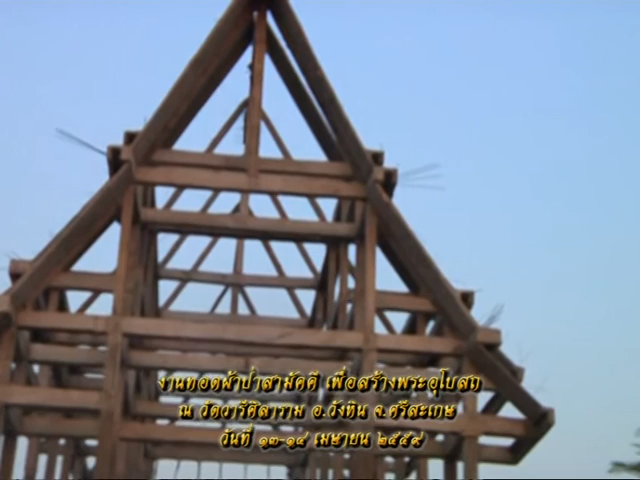 งานทอดผ้าป่าสามัคคี เพื่อสร้างพระอุโบสถ
ณ วัดวารีศิลาราม อ.วังหิน จ.ศรีสะเกษ
วันที่ ๑๓-๑๔ เมษายน ๒๕๕๙